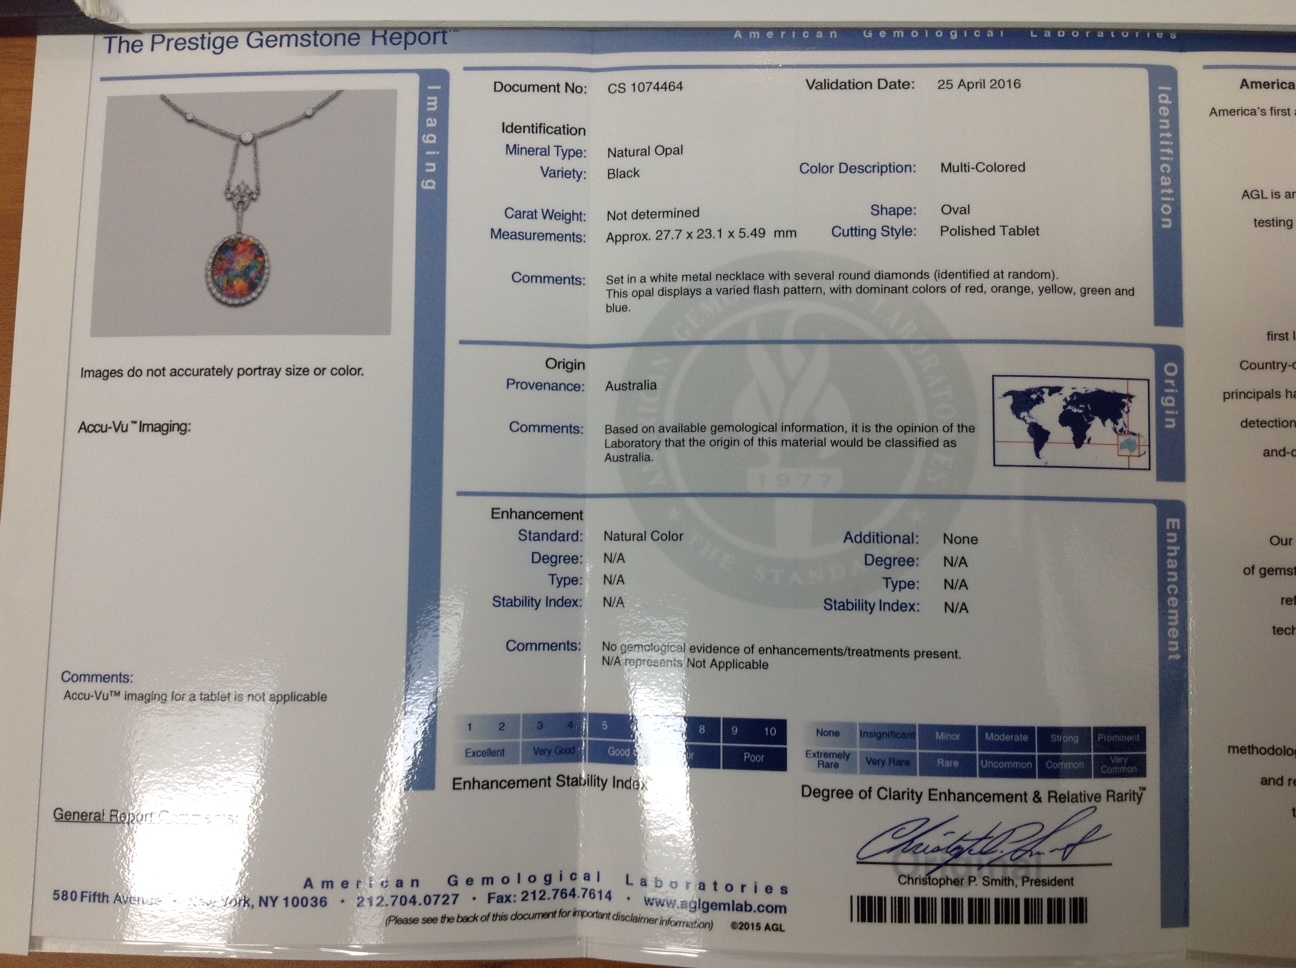 The Prestige Gemstone Report™
American Gemological Laboratories
Imaging
Images do not accurately portray size or color.
Accu-Vu™ Imaging:
Comments:
Accu-Vu™ imaging for a tablet is not applicable
General Report Comments:
Document No: CS 1074464 Validation Date: 25 April 2016
Identification
Mineral Type: Natural Opal
Variety: Black Color Description: Multi-Colored
Carat Weight: Not determined Shape: Oval
Measurements: Approx. 27.7 x 23.1 x 5.49 mm Cutting Style: Polished Tablet
Comments: Set in a white metal necklace with several round diamonds (identified at random).
This opal displays a varied flash pattern, with dominant colors of red, orange, yellow, green and
blue.
Identification
Origin
Provenance: Australia
Comments: Based on available gemological information, it is the opinion of the
Laboratory that the origin of this material would be classified as
Australia.
Origin
AMERICAN GEMOLOGICAL LABORATORIES
1977
THE STANDARD
Enhancement
Standard: Natural Color Additional: None
Degree: N/A Degree: N/A
Type: N/A Type: N/A
Stability Index: N/A Stability Index: N/A
Comments: No gemological evidence of enhancements/treatments present.
N/A represents Not Applicable
Enhancement
1 2 3 4 5 8 9 10
Excellent Very Good Good Poor
Enhancement Stability Index
None Insignificant Minor Moderate Strong Prominent
Extremely Rare Very Rare Rare Uncommon Common Very Common
Degree of Clarity Enhancement & Relative Rarity™
Original
Christopher P. Smith, President
American Gemological Laboratories
580 Fifth Avenue • New York, NY 10036 • 212.704.0727 • Fax: 212.764.7614 • www.aglgemlab.com
(Please see the back of this document for important disclaimer information) ©2015 AGL
America
America's first
AGL is
testing
first
Country-
principals
detection
and-
Our
of
tech
and